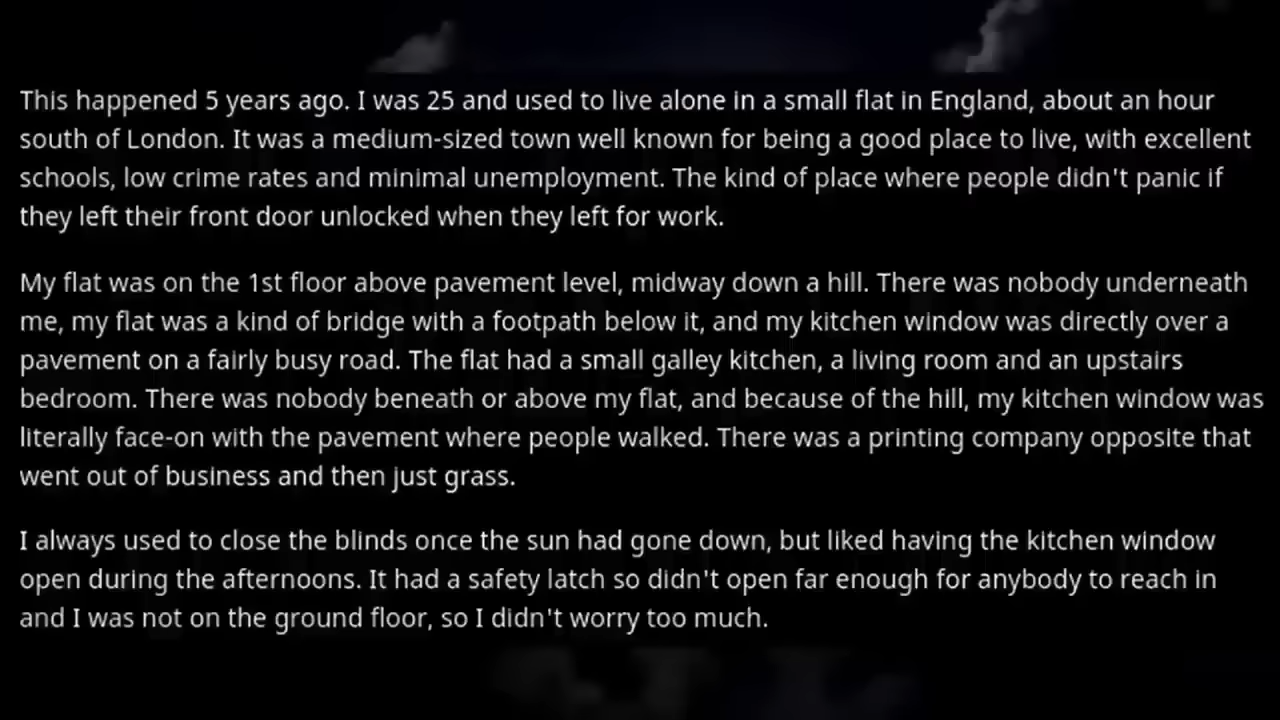 This happened 5 years ago. I was 25 and used to live alone in a small flat in England, about an hour
south of London. It was a medium-sized town well known for being a good place to live, with excellent
schools, low crime rates and minimal unemployment. The kind of place where people didn't panic if
they left their front door unlocked when they left for work.
My flat was on the 1st floor above pavement level, midway down a hill. There was nobody underneath
me, my flat was a kind of bridge with a footpath below it, and my kitchen window was directly over a
pavement on a fairly busy road. The flat had a small galley kitchen, a living room and an upstairs
bedroom. There was nobody beneath or above my flat, and because of the hill, my kitchen window was
literally face-on with the pavement where people walked. There was a printing company opposite that
went out of business and then just grass.
I always used to close the blinds once the sun had gone down, but liked having the kitchen window
open during the afternoons. It had a safety latch so didn't open far enough for anybody to reach in
and I was not on the ground floor, so I didn't worry too much.